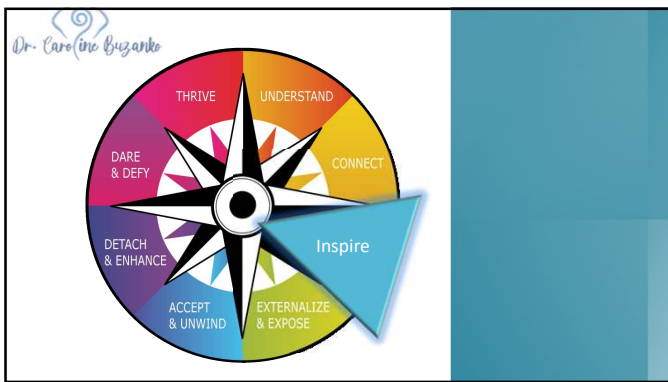 Dr. Caroline Buzanko
THRIVE
UNDERSTAND
DARE
& DEFY
CONNECT
Inspire
DETACH
& ENHANCE
ACCEPT
& UNWIND
EXTERNALIZE
& EXPOSE